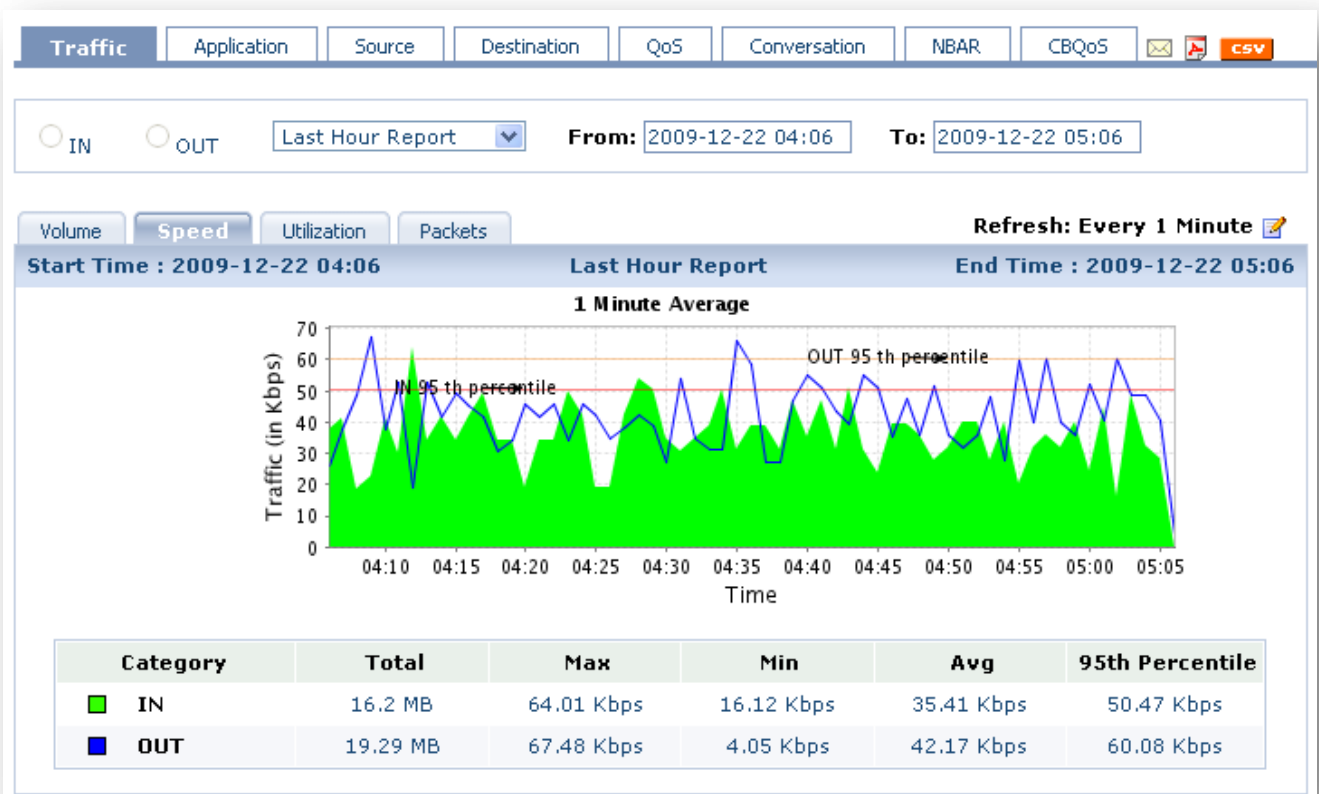 Traffic Application Source Destination QoS Conversation NBAR CBQoS csv
IN OUT Last Hour Report From: 2009-12-22 04:06 To: 2009-12-22 05:06
Volume Speed Utilization Packets Refresh: Every 1 Minute
Start Time : 2009-12-22 04:06 Last Hour Report End Time : 2009-12-22 05:06
1 Minute Average
Traffic (in Kbps)
70
60
50
40
30
20
10
0
OUT 95 th percentile
IN 95 th percentile
04:10 04:15 04:20 04:25 04:30 04:35 04:40 04:45 04:50 04:55 05:00 05:05
Time
Category Total Max Min Avg 95th Percentile
IN 16.2 MB 64.01 Kbps 16.12 Kbps 35.41 Kbps 50.47 Kbps
OUT 19.29 MB 67.48 Kbps 4.05 Kbps 42.17 Kbps 60.08 Kbps